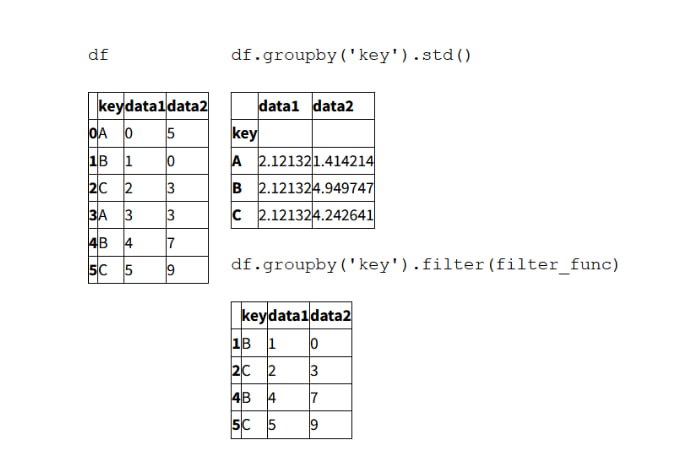 df
key data1 data2
0 A 0 5
1 B 1 0
2 C 2 3
3 A 3 3
4 B 4 7
5 C 5 9
df.groupby('key').std()
data1 data2
key
A 2.12132 1.414214
B 2.12132 4.949747
C 2.12132 4.242641
df.groupby('key').filter(filter_func)
key data1 data2
1 B 1 0
2 C 2 3
4 B 4 7
5 C 5 9